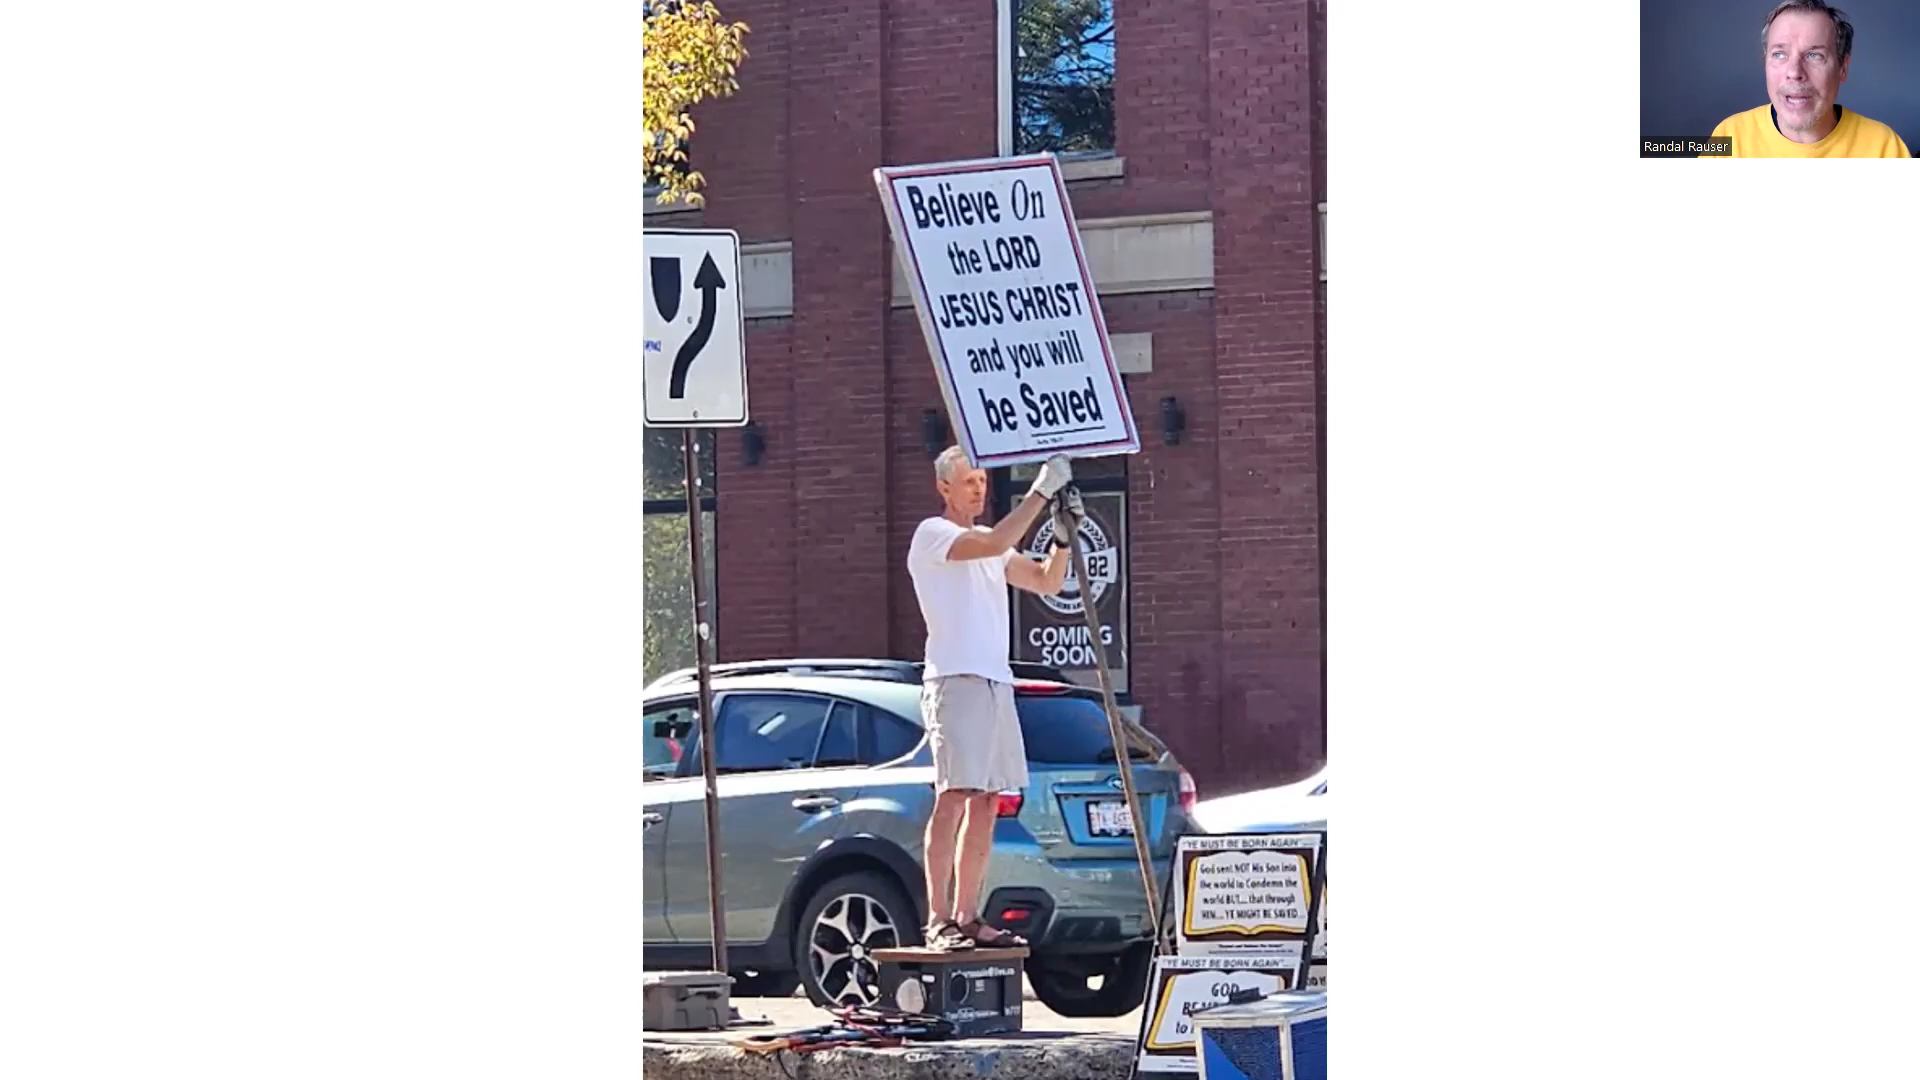 Randal Rauser
Believe On
the LORD
JESUS CHRIST
and you will
be Saved
82
COMING
SOON
"YE MUST BE BORN AGAIN"
God sent NOT His Son into
the world to Condemn the
world BUT.... that through
HIM.... YE MIGHT BE SAVED...
"YE MUST BE BORN AGAIN"...
GOD
to